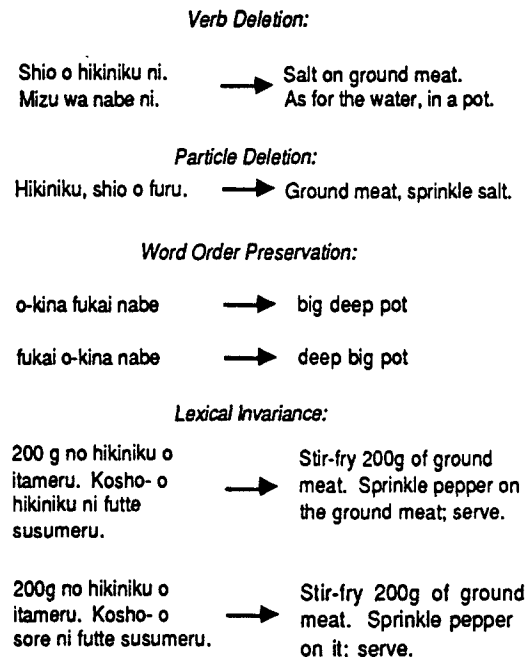 Verb Deletion:
Shio o hikiniku ni.
Mizu wa nabe ni.
Salt on ground meat.
As for the water, in a pot.
Particle Deletion:
Hikiniku, shio o furu.
Ground meat, sprinkle salt.
Word Order Preservation:
o-kina fukai nabe
big deep pot
fukai o-kina nabe
deep big pot
Lexical Invariance:
200 g no hikiniku o
itameru. Kosho- o
hikiniku ni futte
susumeru.
Stir-fry 200g of ground
meat. Sprinkle pepper on
the ground meat; serve.
200g no hikiniku o
itameru. Kosho- o
sore ni futte susumeru.
Stir-fry 200g of ground
meat. Sprinkle pepper
on it; serve.